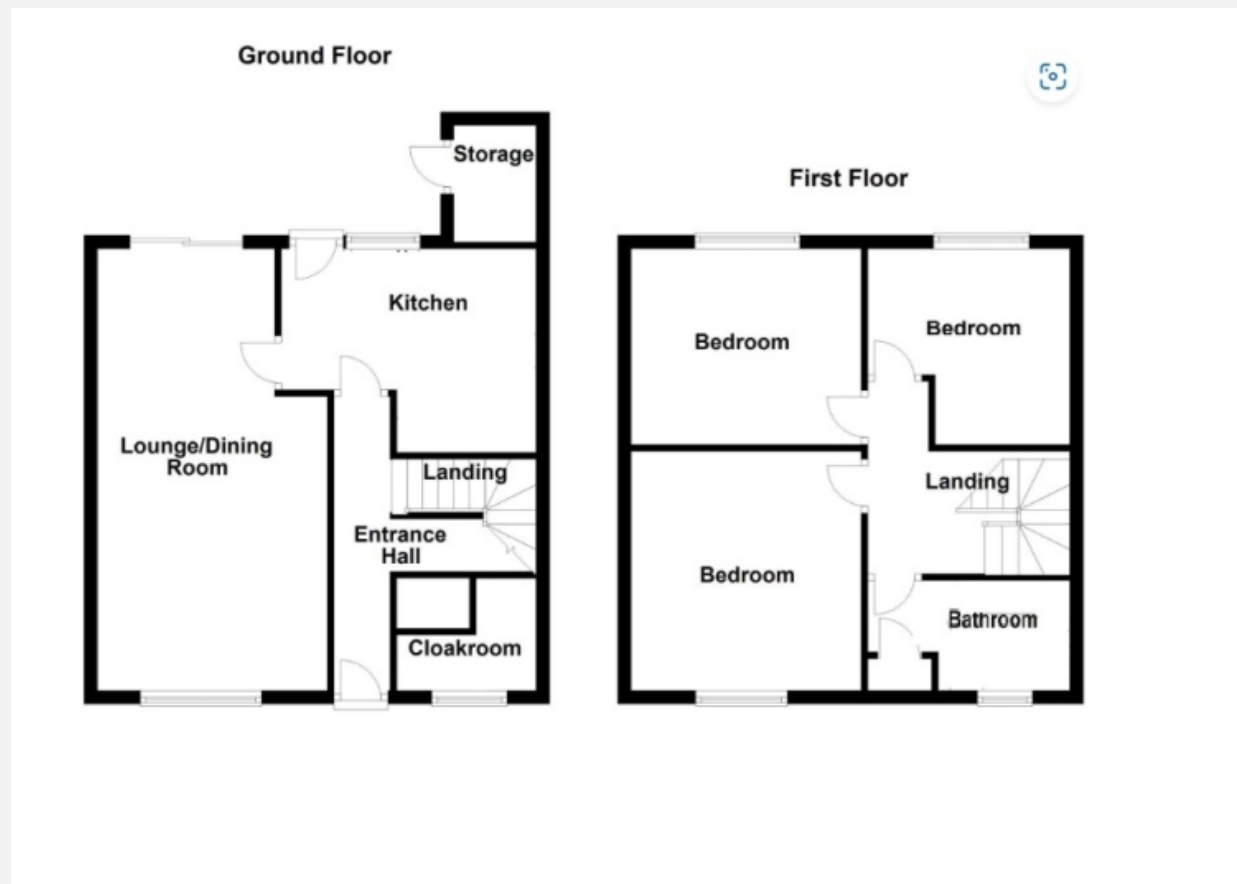 Ground Floor
Storage
Kitchen
Lounge/Dining
Room
Landing
Entrance
Hall
Cloakroom
First Floor
Bedroom
Bedroom
Landing
Bedroom
Bathroom